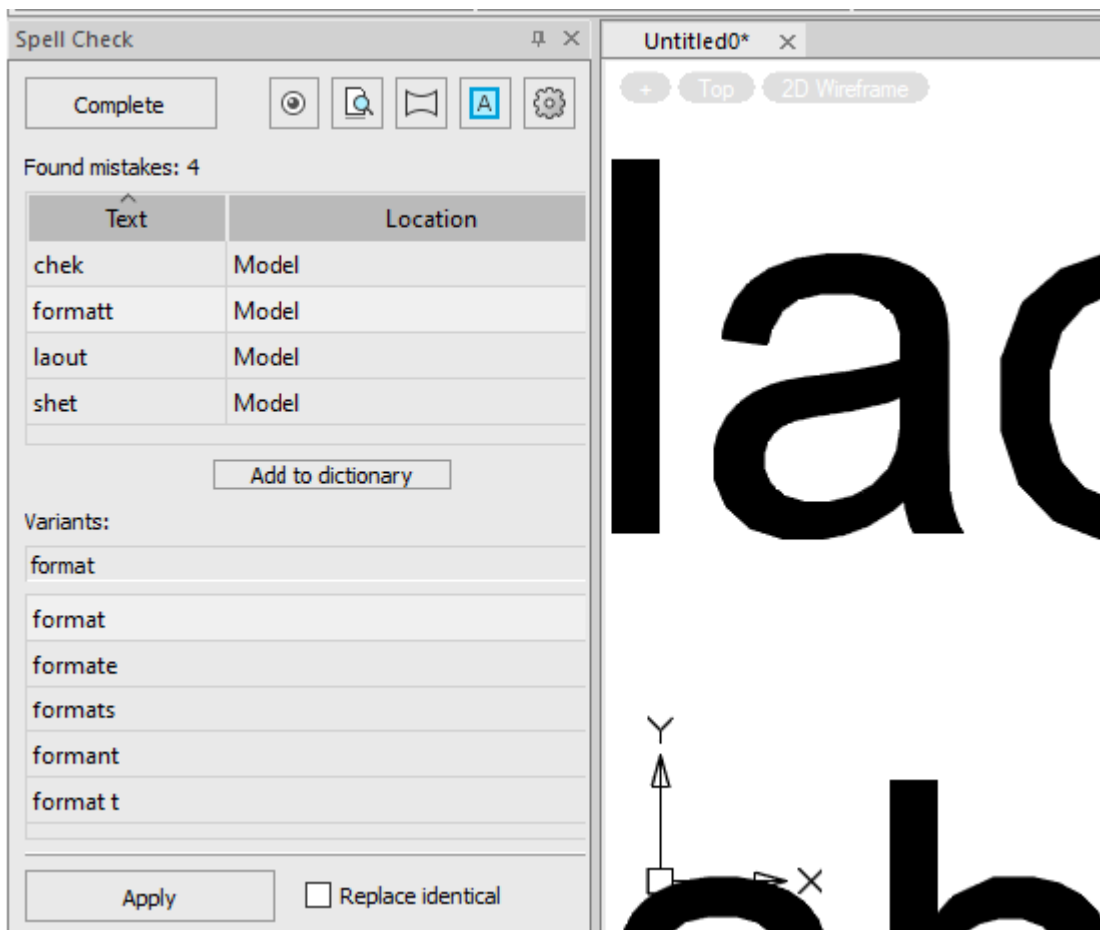 Spell Check
Untitled0*
Complete
A
+ Top 2D Wireframe
Found mistakes: 4
Text Location
chek Model
formatt Model
laout Model
shet Model
Add to dictionary
Variants:
format
format
formate
formats
formant
format t
Apply
Replace identical
lao
Y
X